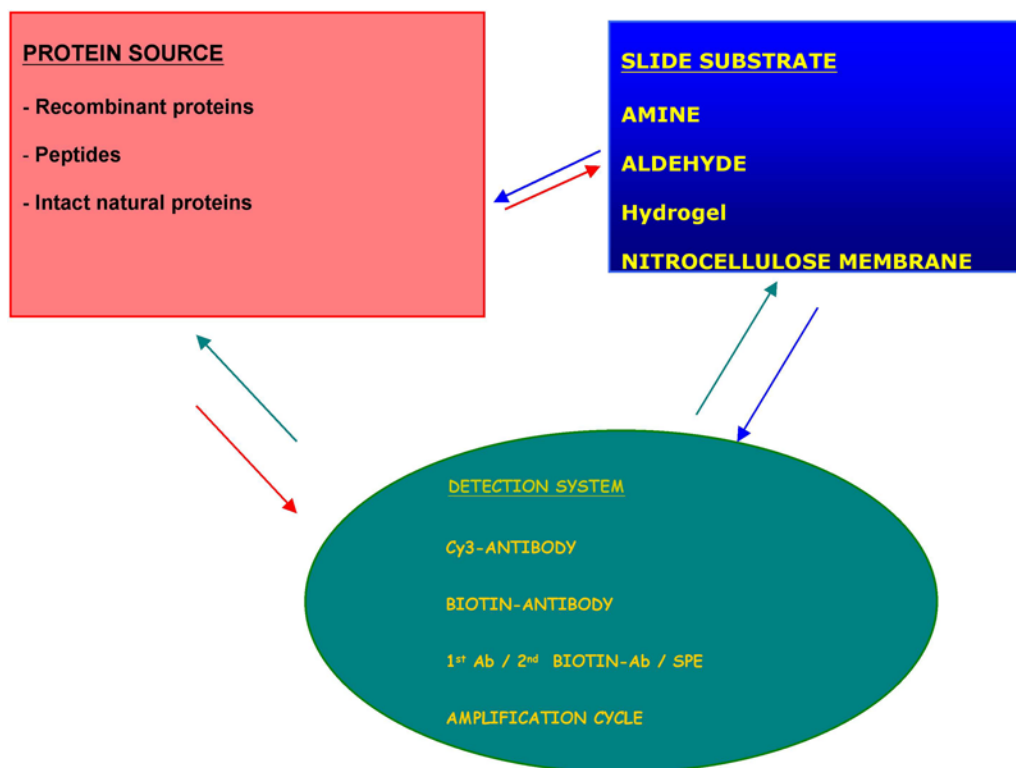 PROTEIN SOURCE
- Recombinant proteins
- Peptides
- Intact natural proteins
SLIDE SUBSTRATE
AMINE
ALDEHYDE
Hydrogel
NITROCELLULOSE MEMBRANE
DETECTION SYSTEM
Cy3-ANTIBODY
BIOTIN-ANTIBODY
1st Ab / 2nd BIOTIN-Ab / SPE
AMPLIFICATION CYCLE